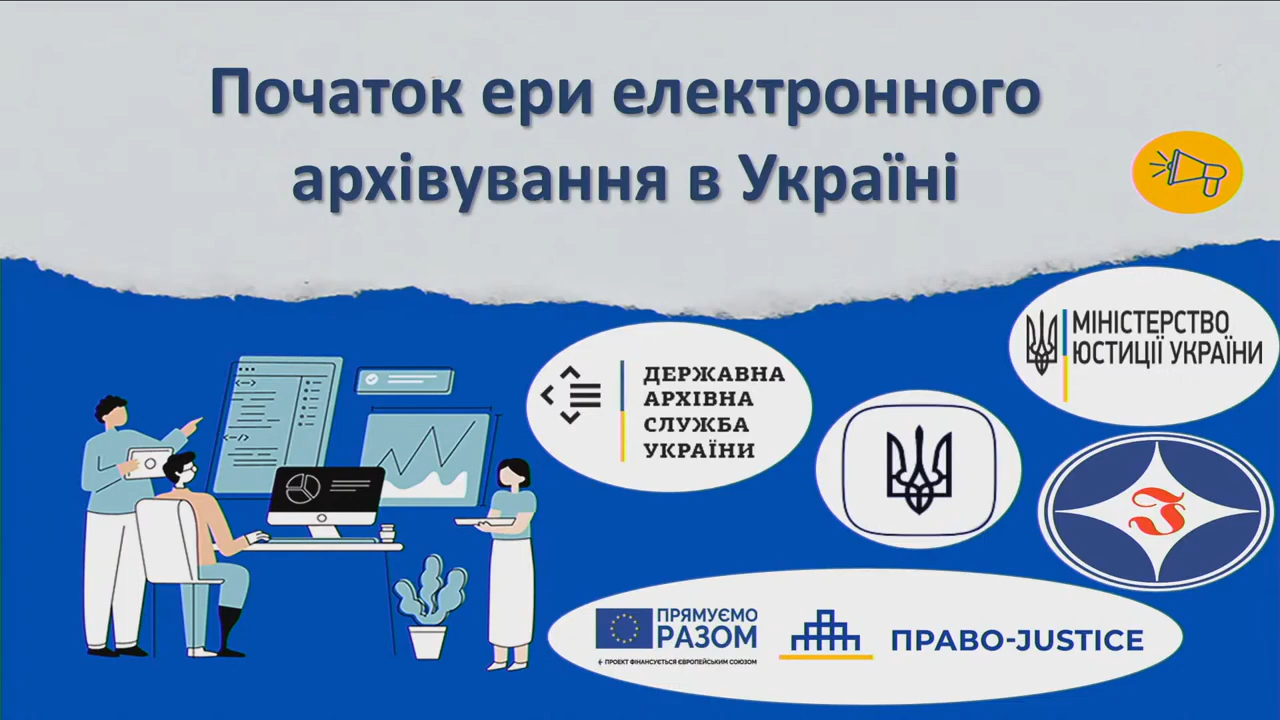 Початок ери електронного
архівування в Україні
МІНІСТЕРСТВО
ЮСТИЦІЇ УКРАЇНИ
ДЕРЖАВНА
АРХІВНА
СЛУЖБА
УКРАЇНИ
ПРЯМУЄМО
РАЗОМ
ПРОЕКТ ФІНАНСУЄТЬСЯ ЄВРОПЕЙСЬКИМ СОЮЗОМ
ПРАВО-JUSTICE